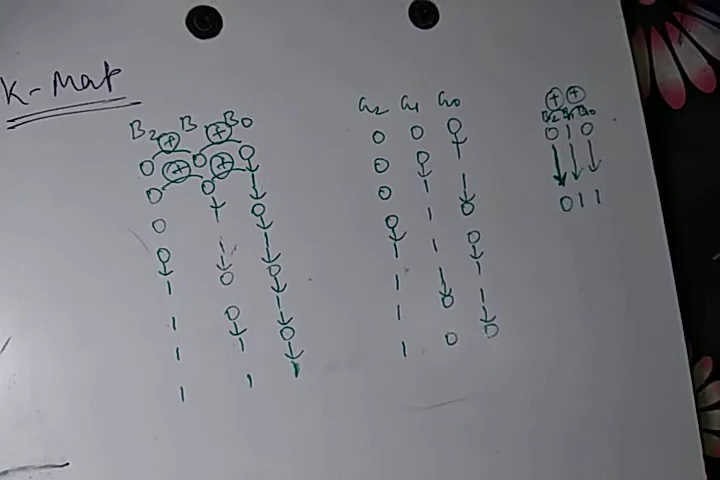 K-Map
B2 ⊕ B ⊕ B0 G2 G1 G0 ⊕ ⊕
B2 B1 B0
0 ⊕ 0 ⊕ 0 0 0 0 0 1 0
0 0 1 0 0 1 0 1 1
0 1 0 0 1 1
0 1 1 0 1 0
1 0 0 1 1 0
1 0 1 1 1 1
1 1 0 1 0 1
1 1 1 1 0 0